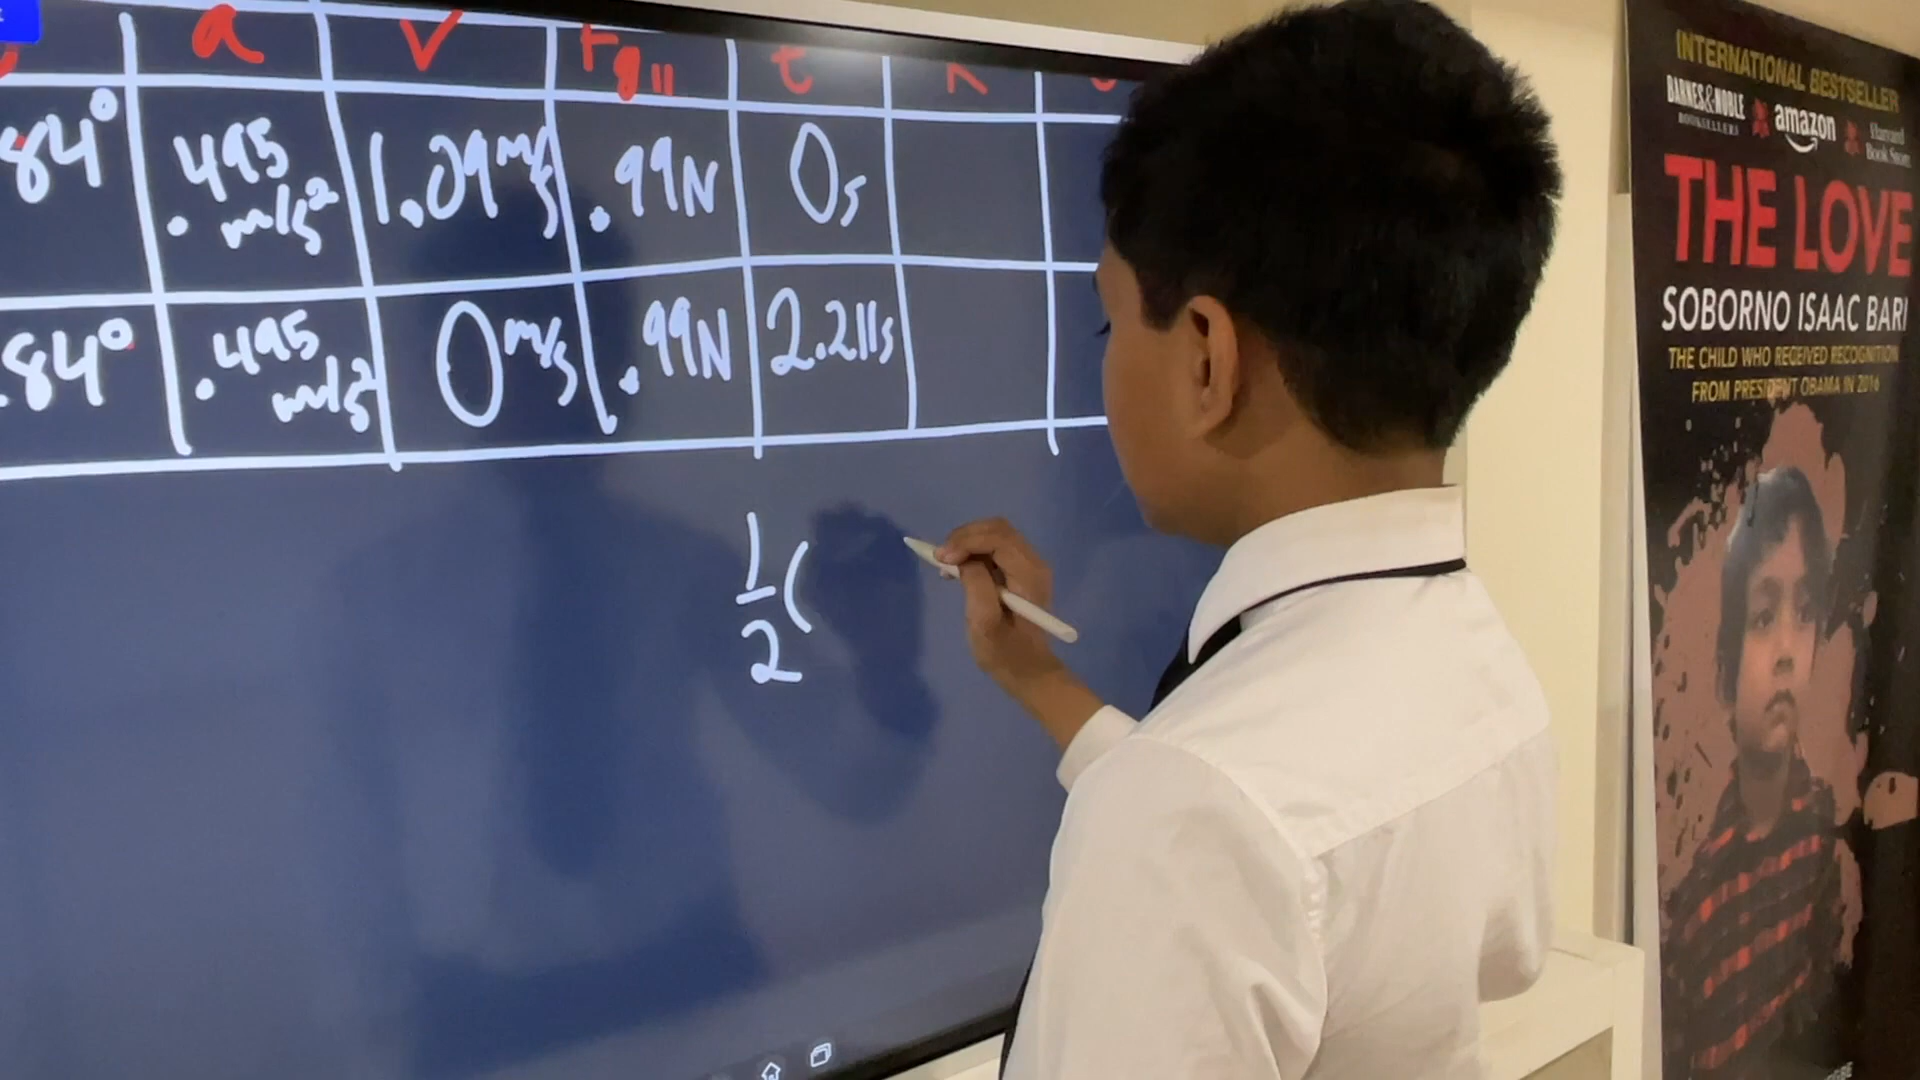 a v Fg11 t K
84° .495 m/s² 1.09 m/s .99N 0s
.84° .495 m/s² 0 m/s .99N 2.211s
1/2 (
INTERNATIONAL BESTSELLER
BARNES & NOBLE amazon Harvard
BOOKSELLERS Book Store
THE LOVE
SOBORNO ISAAC BARI
THE CHILD WHO RECEIVED RECOGNITION
FROM PRESIDENT OBAMA IN 2016